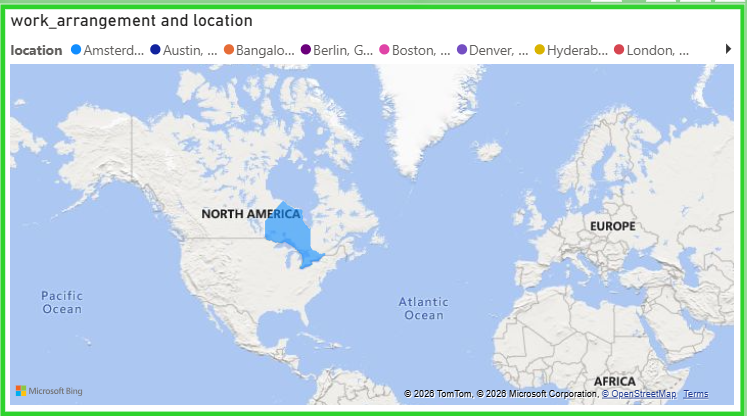 work_arrangement and location
location Amsterd... Austin, ... Bangalo... Berlin, G... Boston, ... Denver, ... Hyderab... London, ...
NORTH AMERICA
EUROPE
Pacific
Ocean
Atlantic
Ocean
AFRICA
Microsoft Bing
© 2026 TomTom, © 2026 Microsoft Corporation, © OpenStreetMap Terms